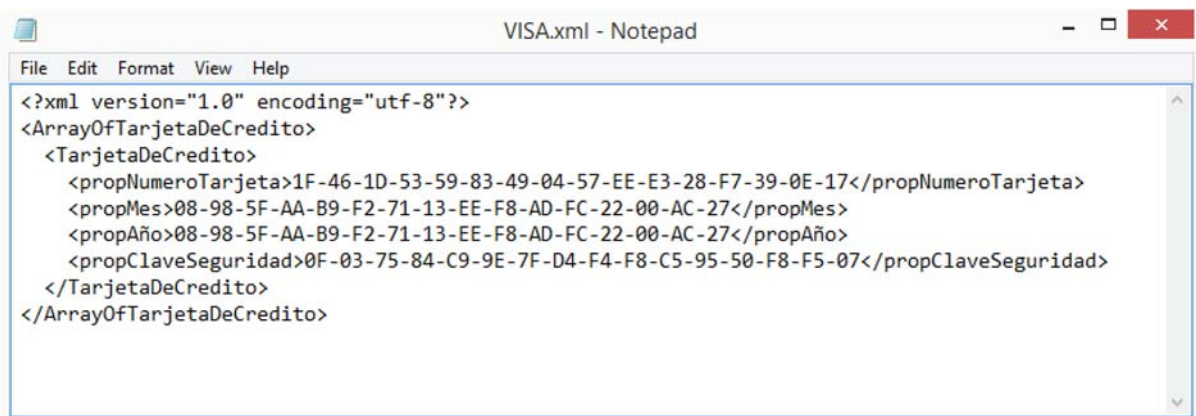 VISA.xml - Notepad
File Edit Format View Help
<?xml version="1.0" encoding="utf-8"?>
<ArrayOfTarjetaDeCredito>
  <TarjetaDeCredito>
    <propNumeroTarjeta>1F-46-1D-53-59-83-49-04-57-EE-E3-28-F7-39-0E-17</propNumeroTarjeta>
    <propMes>08-98-5F-AA-B9-F2-71-13-EE-F8-AD-FC-22-00-AC-27</propMes>
    <propAño>08-98-5F-AA-B9-F2-71-13-EE-F8-AD-FC-22-00-AC-27</propAño>
    <propClaveSeguridad>0F-03-75-84-C9-9E-7F-D4-F4-F8-C5-95-50-F8-F5-07</propClaveSeguridad>
  </TarjetaDeCredito>
</ArrayOfTarjetaDeCredito>